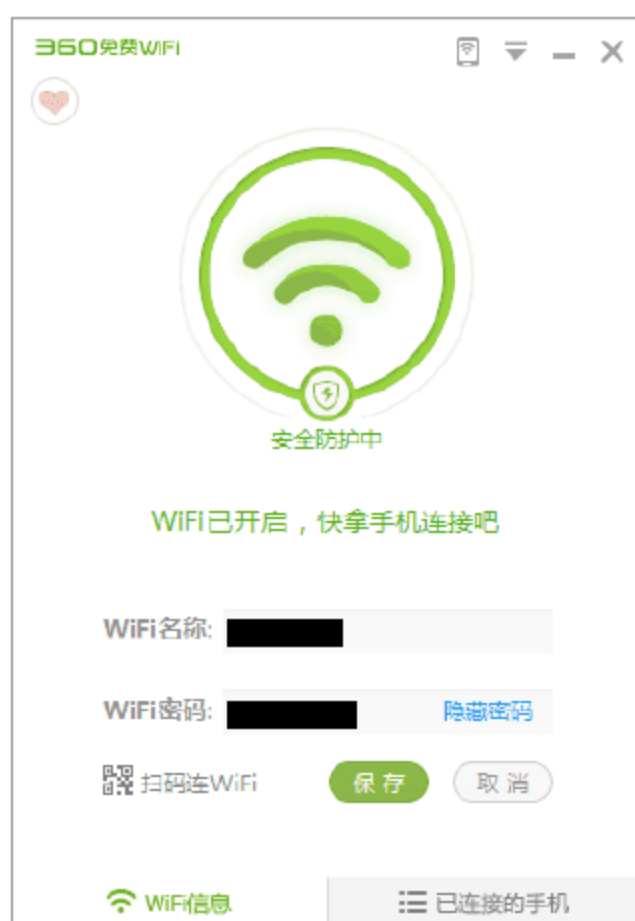 360免费WiFi
安全防护中
WiFi已开启，快拿手机连接吧
WiFi名称:
WiFi密码: 隐藏密码
扫码连WiFi 保存 取消
WiFi信息 已连接的手机